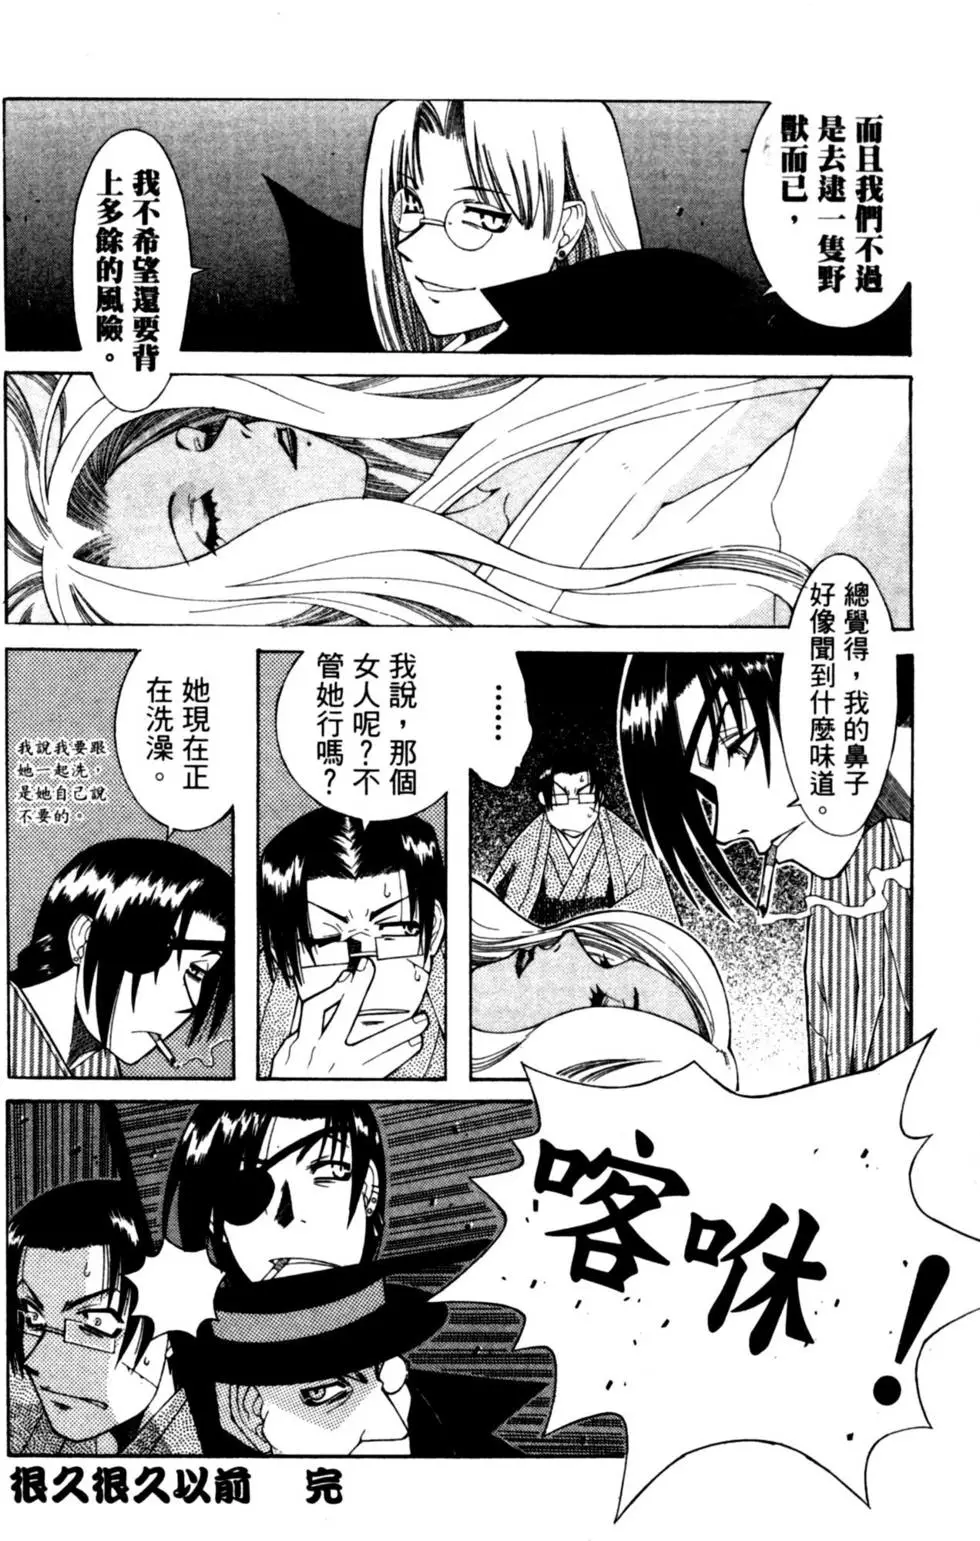 而且我們不過
是去逮一隻野
獸而已，
我不希望還要背
上多餘的風險。
總覺得，我的鼻子
好像聞到什麼味道。
……
我說，那個
女人呢？不
管她行嗎？
她現在正
在洗澡。
我說我要跟
她一起洗，
是她自己說
不要的。
喀咻！
很久很久以前　完